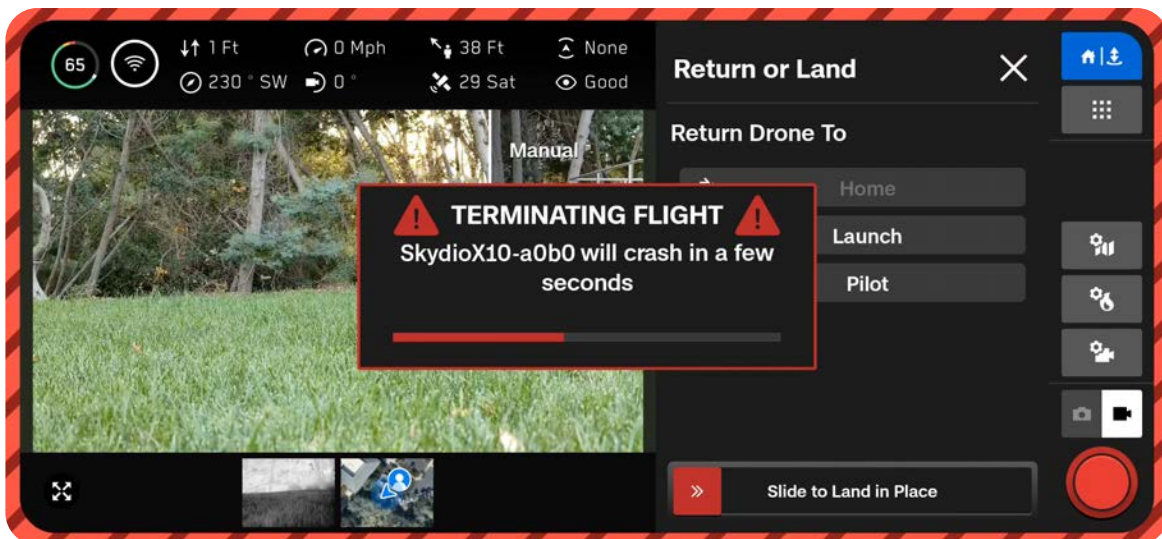 65
1 Ft
0 Mph
38 Ft
None
230 ° SW
0 °
29 Sat
Good
Manual
Return or Land
Return Drone To
Home
Launch
Pilot
TERMINATING FLIGHT
SkydioX10-a0b0 will crash in a few
seconds
Slide to Land in Place